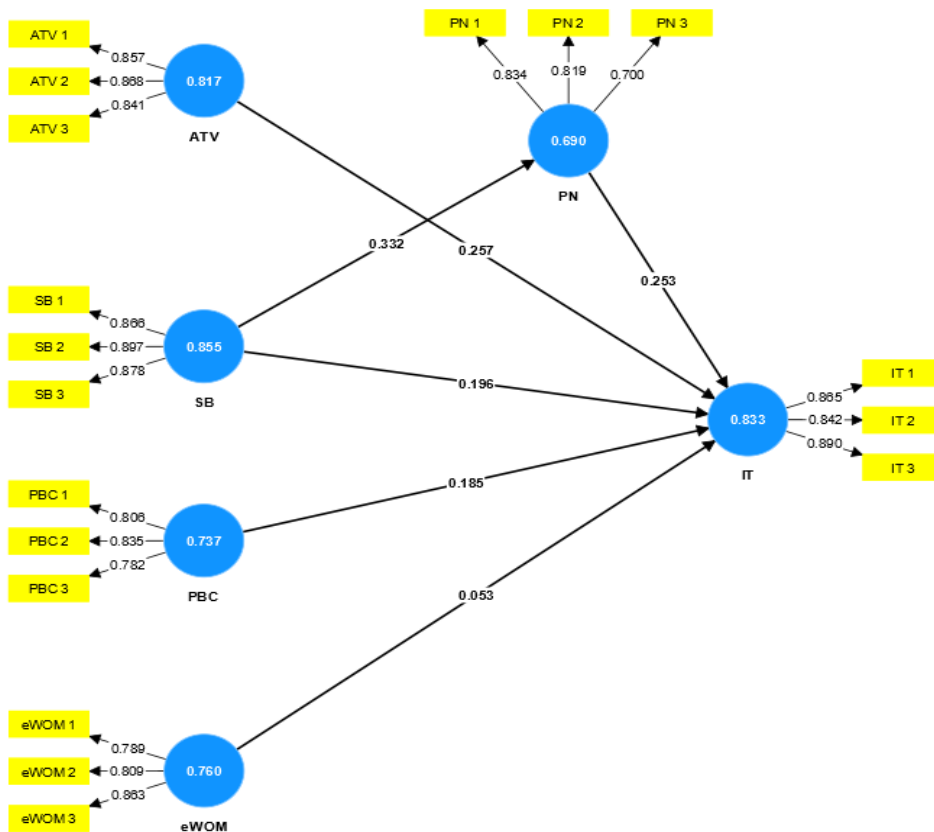 PN 1
PN 2
PN 3
ATV 1
ATV 2
ATV 3
0.857
0.868
0.841
0.817
ATV
0.834
0.819
0.700
0.690
PN
0.332
0.257
0.253
SB 1
SB 2
SB 3
0.866
0.897
0.878
0.855
SB
0.196
IT 1
IT 2
IT 3
0.865
0.842
0.890
0.833
IT
PBC 1
PBC 2
PBC 3
0.806
0.835
0.782
0.737
PBC
0.185
0.053
eWOM 1
eWOM 2
eWOM 3
0.789
0.809
0.863
0.760
eWOM